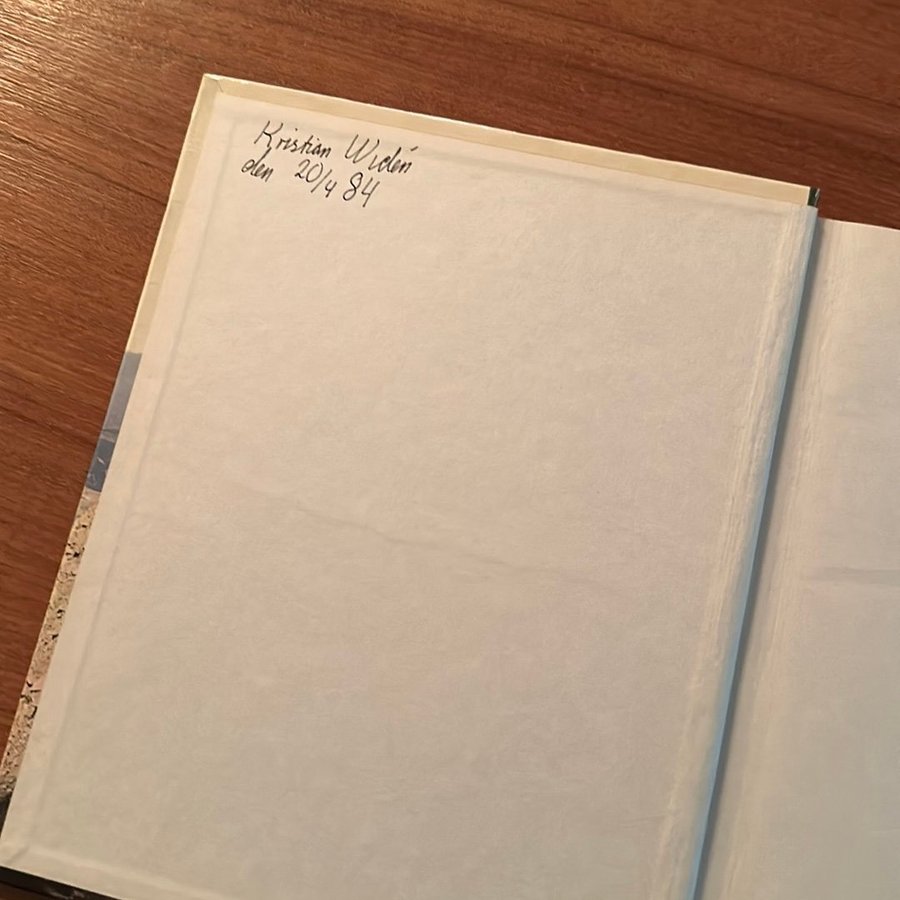 Kristian Widén
den 20/4 84